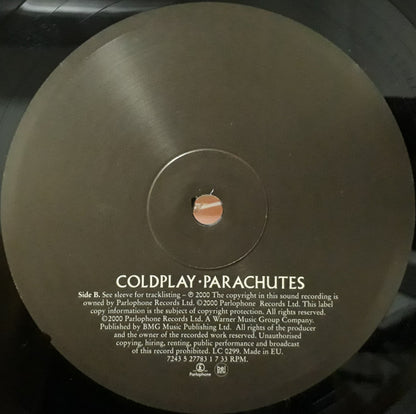 COLDPLAY·PARACHUTES
Side B. See sleeve for tracklisting – ℗ 2000 The copyright in this sound recording is
owned by Parlophone Records Ltd. ©2000 Parlophone Records Ltd. This label
copy information is the subject of copyright protection. All rights reserved.
©2000 Parlophone Records Ltd. A Warner Music Group Company.
Published by BMG Music Publishing Ltd. All rights of the producer
and the owner of the recorded work reserved. Unauthorised
copying, hiring, renting, public performance and broadcast
of this record prohibited. LC 0299. Made in EU.
7243 5 27783 1 7 33 RPM.
Parlophone